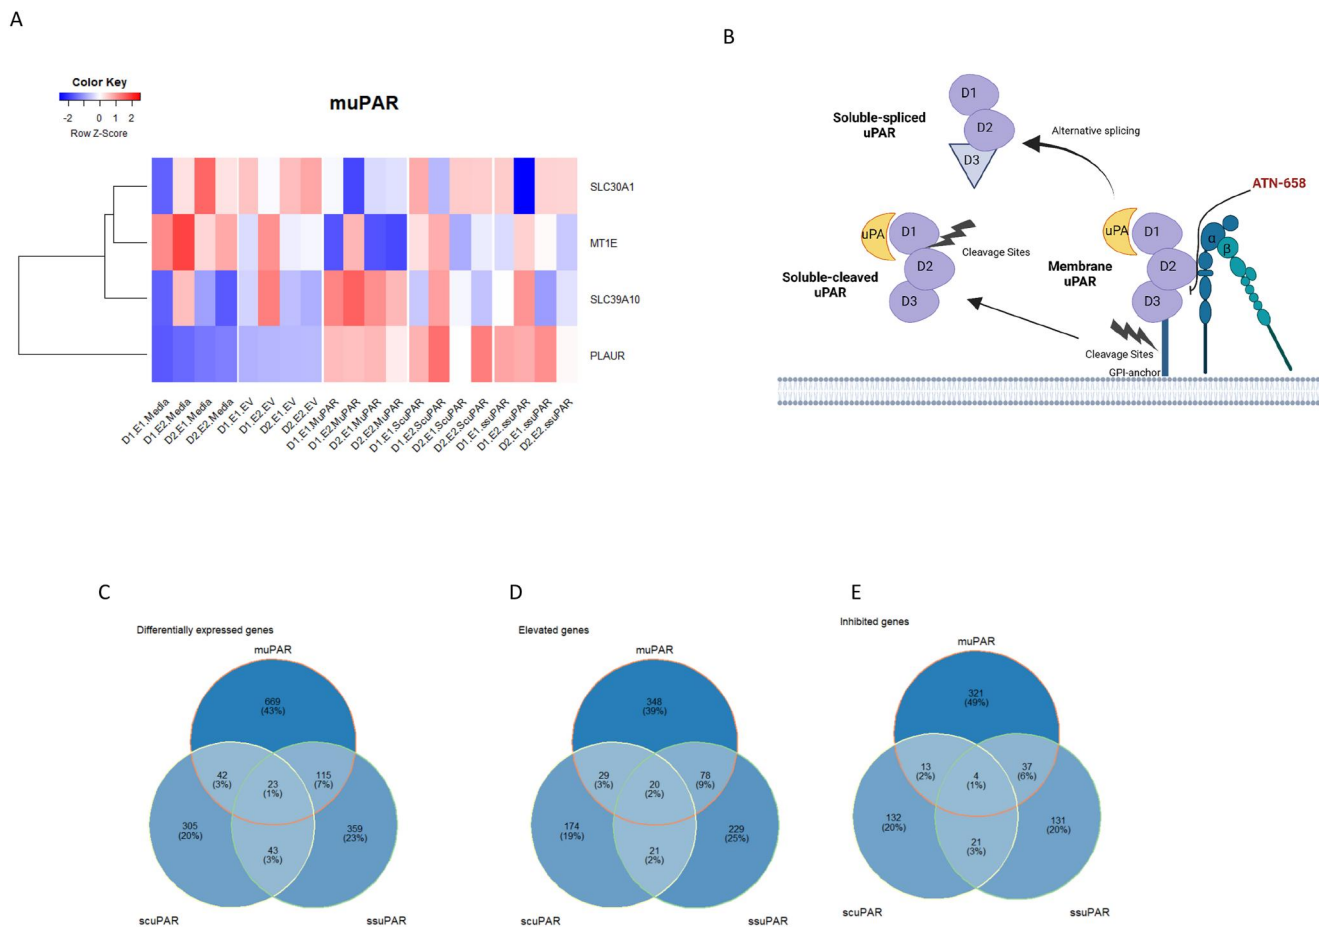 A
Color Key
-2 0 1 2
Row Z-Score
muPAR
SLC30A1
MT1E
SLC39A10
PLAUR
D1.E1.Media
D1.E2.Media
D2.E1.Media
D2.E2.Media
D1.E1.EV
D1.E2.EV
D2.E1.EV
D2.E2.EV
D1.E1.MuPAR
D1.E2.MuPAR
D2.E1.MuPAR
D2.E2.MuPAR
D1.E1.ScuPAR
D1.E2.ScuPAR
D2.E1.ScuPAR
D2.E2.ScuPAR
D1.E1.ssuPAR
D1.E2.ssuPAR
D2.E1.ssuPAR
D2.E2.ssuPAR
B
Soluble-spliced
uPAR
D1
D2
D3
Alternative splicing
ATN-658
uPA
D1
D2
D3
Cleavage Sites
Soluble-cleaved
uPAR
uPA
D1
D2
D3
Membrane
uPAR
α
β
Cleavage Sites
GPI-anchor
C
Differentially expressed genes
muPAR
669
(43%)
42
(3%)
23
(1%)
115
(7%)
305
(20%)
43
(3%)
359
(23%)
scuPAR
ssuPAR
D
Elevated genes
muPAR
348
(39%)
29
(3%)
20
(2%)
78
(9%)
174
(19%)
21
(2%)
229
(25%)
scuPAR
ssuPAR
E
Inhibited genes
muPAR
321
(49%)
13
(2%)
4
(1%)
37
(6%)
132
(20%)
21
(3%)
131
(20%)
scuPAR
ssuPAR